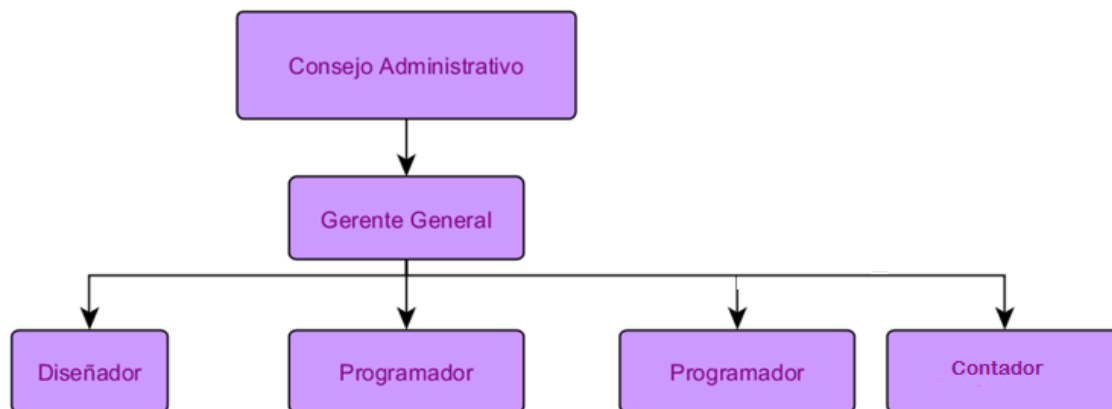 Consejo Administrativo
Gerente General
Diseñador
Programador
Programador
Contador